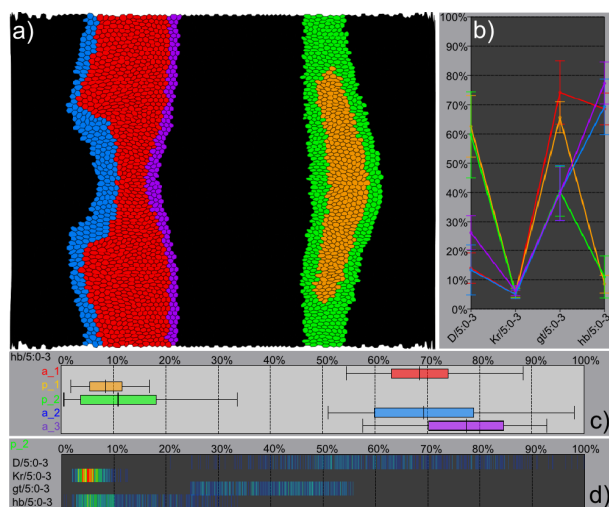 a)
b)
100%
90%
80%
70%
60%
50%
40%
30%
20%
10%
0%
D/5:0-3
Kr/5:0-3
gt/5:0-3
hb/5:0-3
hb/5:0-3 0% 10% 20% 30% 40% 50% 60% 70% 80% 90% 100%
a_1
p_1
p_2
a_2
a_3
c)
p_2 0% 10% 20% 30% 40% 50% 60% 70% 80% 90% 100%
D/5:0-3
Kr/5:0-3
gt/5:0-3
hb/5:0-3
d)